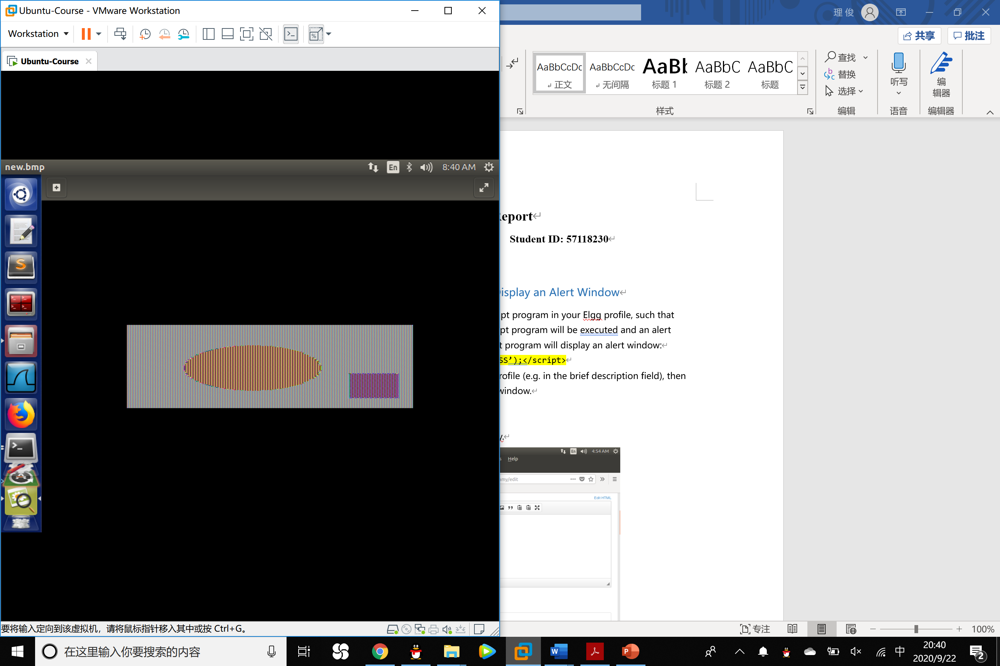 Ubuntu-Course - VMware Workstation
理 俊
Workstation
共享
批注
Ubuntu-Course
AaBbCcDc
AaBbCcDc
AaBb
AaBbC
AaBbC
正文
无间隔
标题 1
标题 2
标题
样式
查找
替换
选择
编辑
听写
语音
编
辑器
编辑器
new.bmp
En
8:40 AM
Report
Student ID: 57118230
Display an Alert Window
pt program in your Elgg profile, such that
pt program will be executed and an alert
t program will display an alert window:
SS’);</script>
rofile (e.g. in the brief description field), then
window.
y.
En
4:54 AM
s Help
amy/edit
Edit HTML
要将输入定向到该虚拟机，请将鼠标指针移入其中或按 Ctrl+G。
专注
100%
在这里输入你要搜索的内容
中
20:40
2020/9/22
2